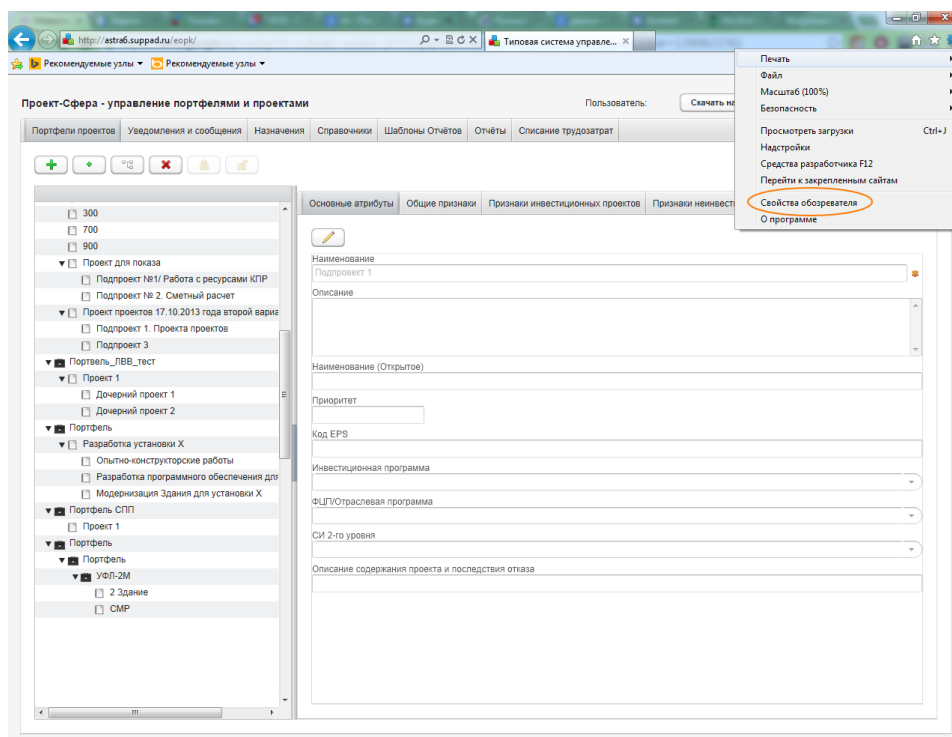 http://astra6.suppad.ru/eopk/
Типовая система управле...
Рекомендуемые узлы
Рекомендуемые узлы
Печать
Файл
Масштаб (100%)
Безопасность
Просмотреть загрузки Ctrl+J
Надстройки
Средства разработчика F12
Перейти к закрепленным сайтам
Свойства обозревателя
О программе
Проект-Сфера - управление портфелями и проектами
Пользователь:
Скачать на
Портфели проектов Уведомления и сообщения Назначения Справочники Шаблоны Отчётов Отчёты Списание трудозатрат
300
700
900
Проект для показа
Подпроект №1/ Работа с ресурсами КПР
Подпроект № 2. Сметный расчет
Проект проектов 17.10.2013 года второй вариа
Подпроект 1. Проекта проектов
Подпроект 3
Портвель_ЛВВ_тест
Проект 1
Дочерний проект 1
Дочерний проект 2
Портфель
Разработка установки Х
Опытно-конструкторские работы
Разработка программного обеспечения для
Модернизация Здания для установки Х
Портфель СПП
Проект 1
Портфель
Портфель
УФЛ-2М
2 Здание
СМР
Основные атрибуты Общие признаки Признаки инвестиционных проектов Признаки неинвест
Наименование
Подпровект 1
Описание
Наименование (Открытое)
Приоритет
Код EPS
Инвестиционная программа
ФЦП/Отраслевая программа
СИ 2-го уровня
Описание содержания проекта и последствия отказа